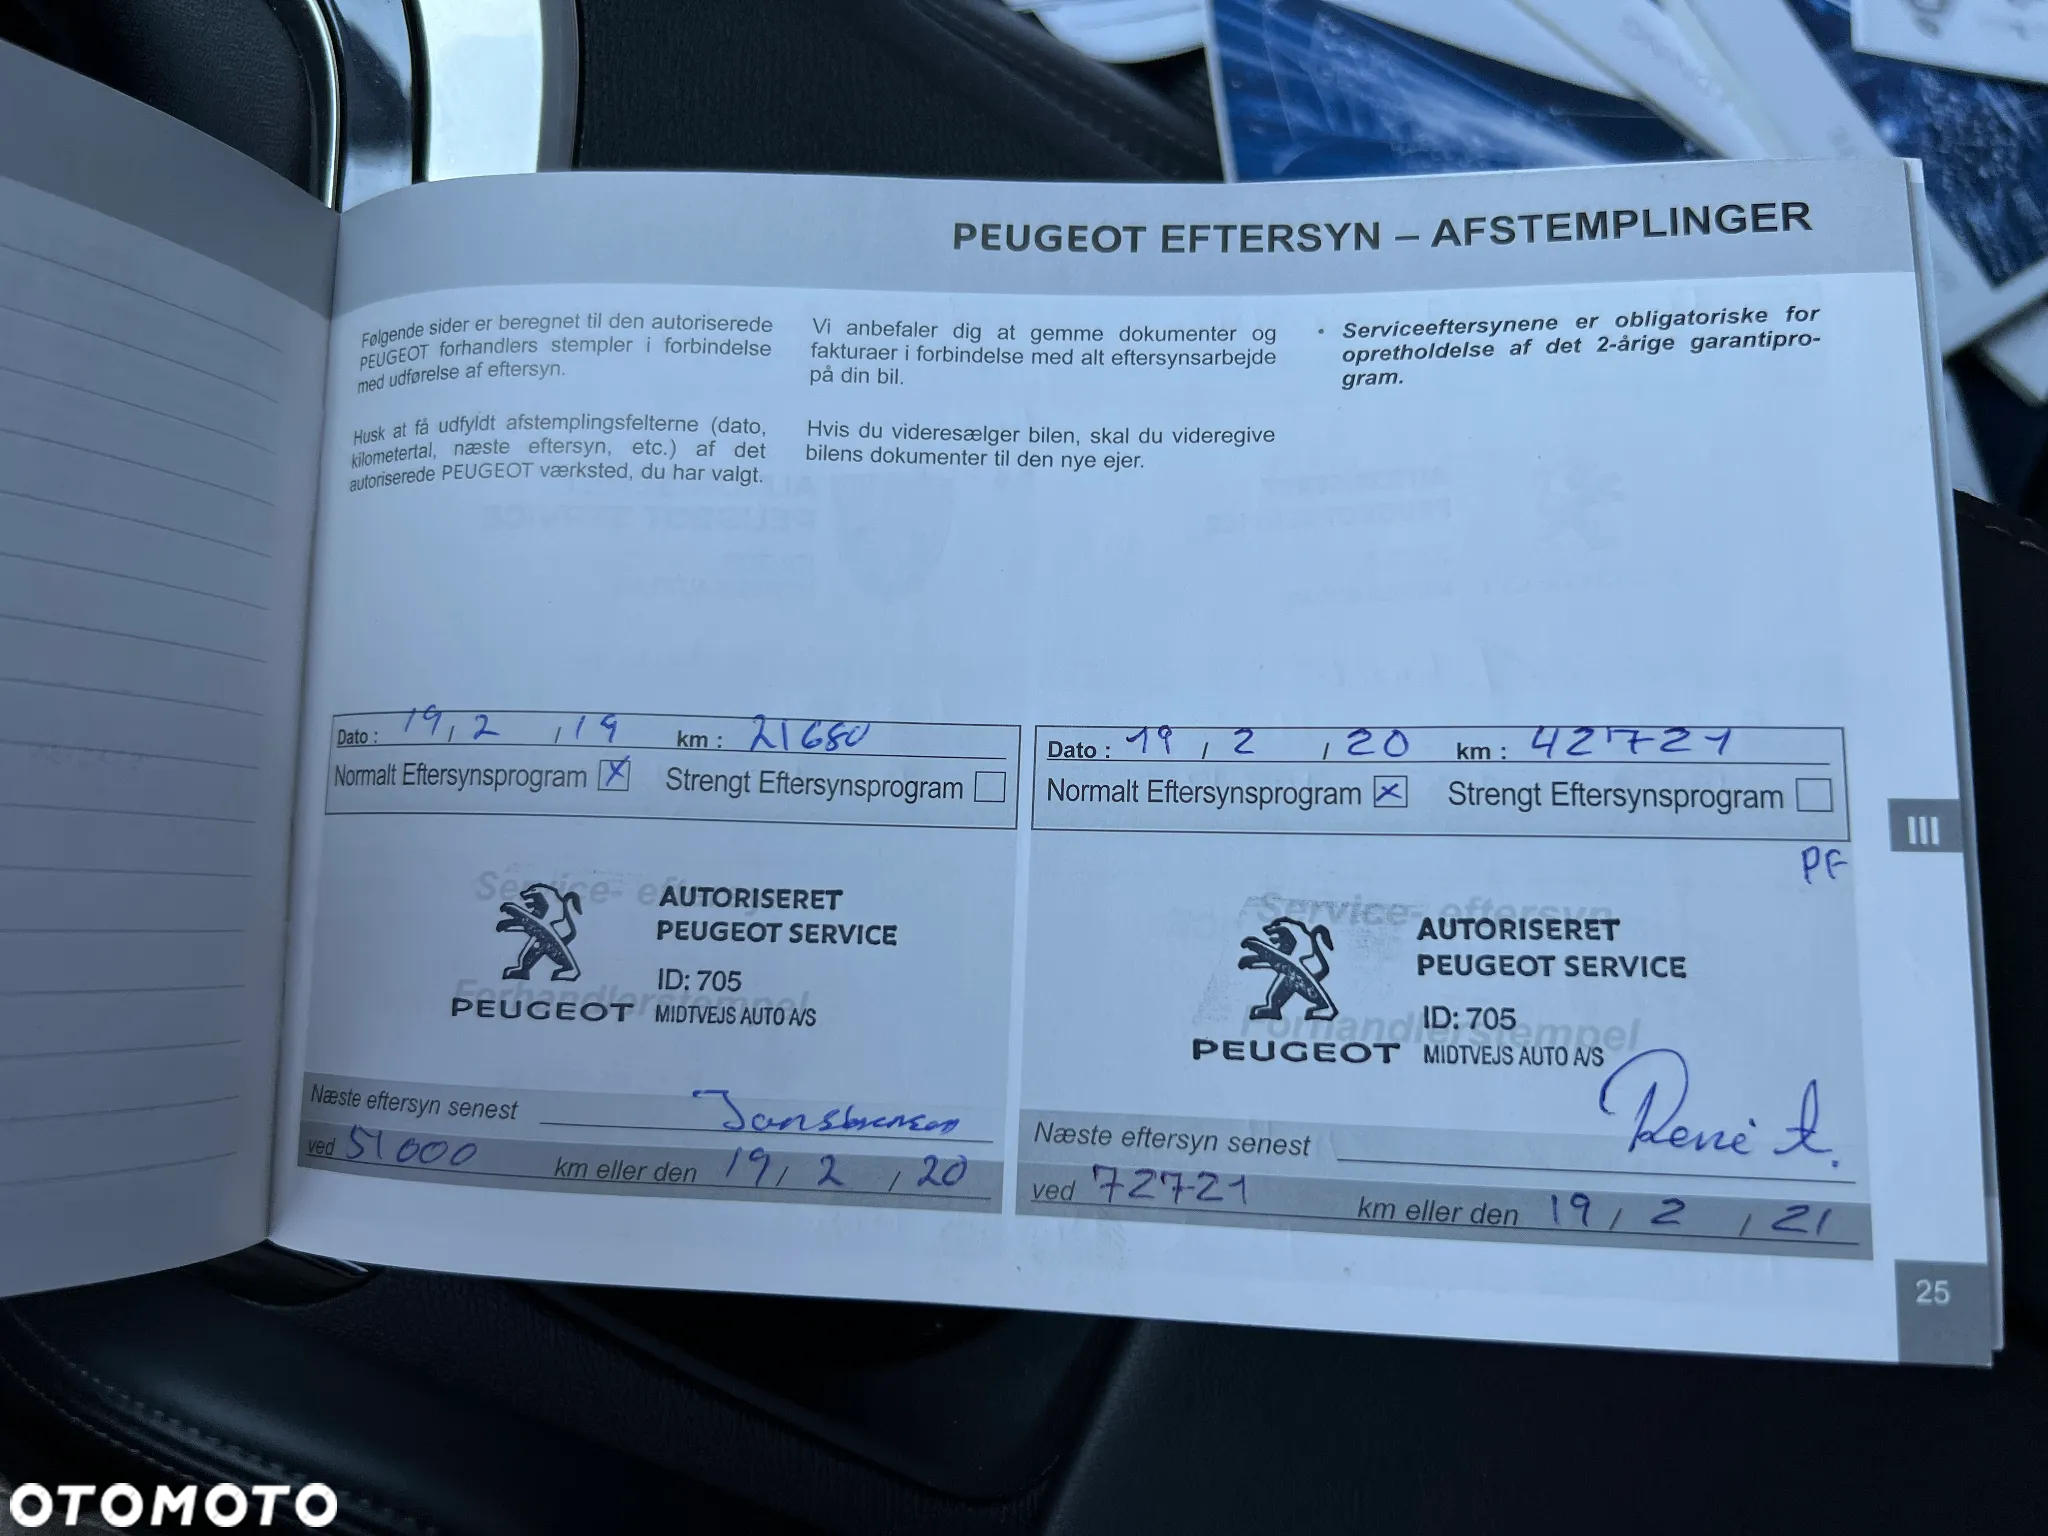 PEUGEOT EFTERSYN – AFSTEMPLINGER
Følgende sider er beregnet til den autoriserede
PEUGEOT forhandlers stempler i forbindelse
med udførelse af eftersyn.
Husk at få udfyldt afstemplingsfelterne (dato,
kilometertal, næste eftersyn, etc.) af det
autoriserede PEUGEOT værksted, du har valgt.
Vi anbefaler dig at gemme dokumenter og
fakturaer i forbindelse med alt eftersynsarbejde
på din bil.
Hvis du videresælger bilen, skal du videregive
bilens dokumenter til den nye ejer.
• Serviceeftersynene er obligatoriske for
opretholdelse af det 2-årige garantipro-
gram.
Dato : 19 / 2 / 19 km : 21680
Normalt Eftersynsprogram X Strengt Eftersynsprogram
Service- eftersyn
AUTORISERET
PEUGEOT SERVICE
ID: 705
Forhandlerstempel
PEUGEOT MIDTVEJS AUTO A/S
Næste eftersyn senest
ved 51000 km eller den 19 / 2 / 20
Dato : 19 / 2 / 20 km : 42721
Normalt Eftersynsprogram X Strengt Eftersynsprogram
PF
Service- eftersyn
AUTORISERET
PEUGEOT SERVICE
ID: 705
Forhandlerstempel
PEUGEOT MIDTVEJS AUTO A/S
Næste eftersyn senest René A.
ved 72721 km eller den 19 / 2 / 21
III
25
OTOMOTO